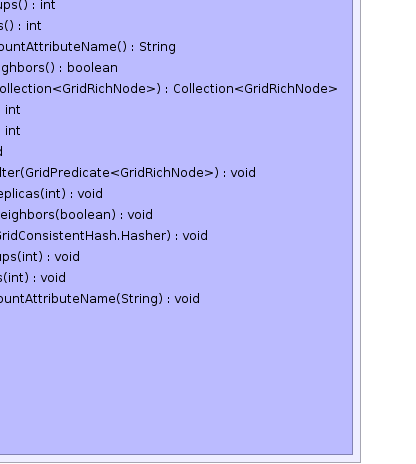 ups() : int
s() : int
ountAttributeName() : String
ighbors() : boolean
ollection<GridRichNode>) : Collection<GridRichNode>
int
int
d
lter(GridPredicate<GridRichNode>) : void
eplicas(int) : void
eighbors(boolean) : void
GridConsistentHash.Hasher) : void
ups(int) : void
s(int) : void
ountAttributeName(String) : void